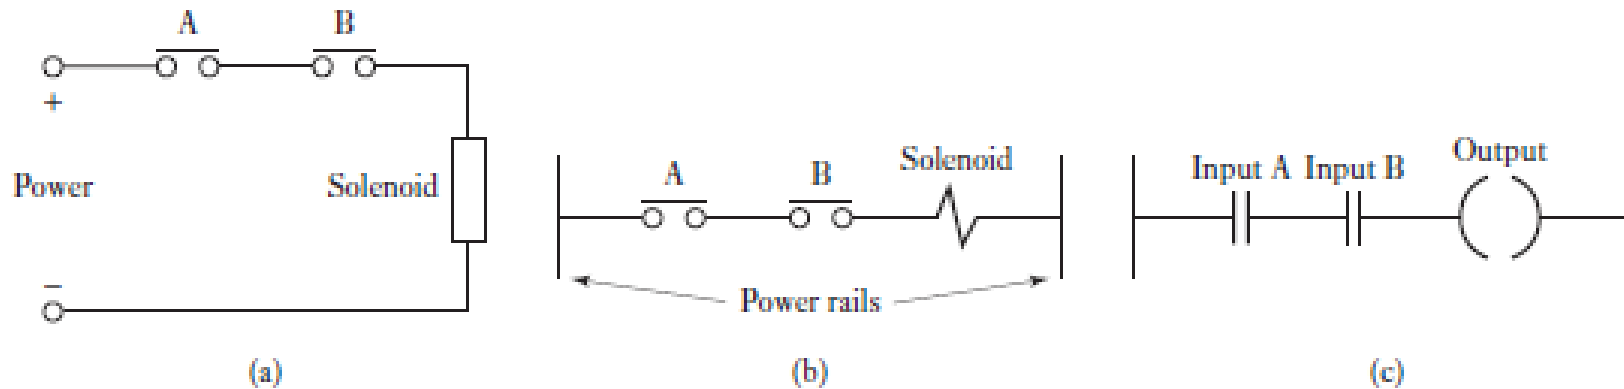 A
B
+
Power
Solenoid
−
(a)
A
B
Solenoid
Power rails
(b)
Input A Input B
Output
(c)